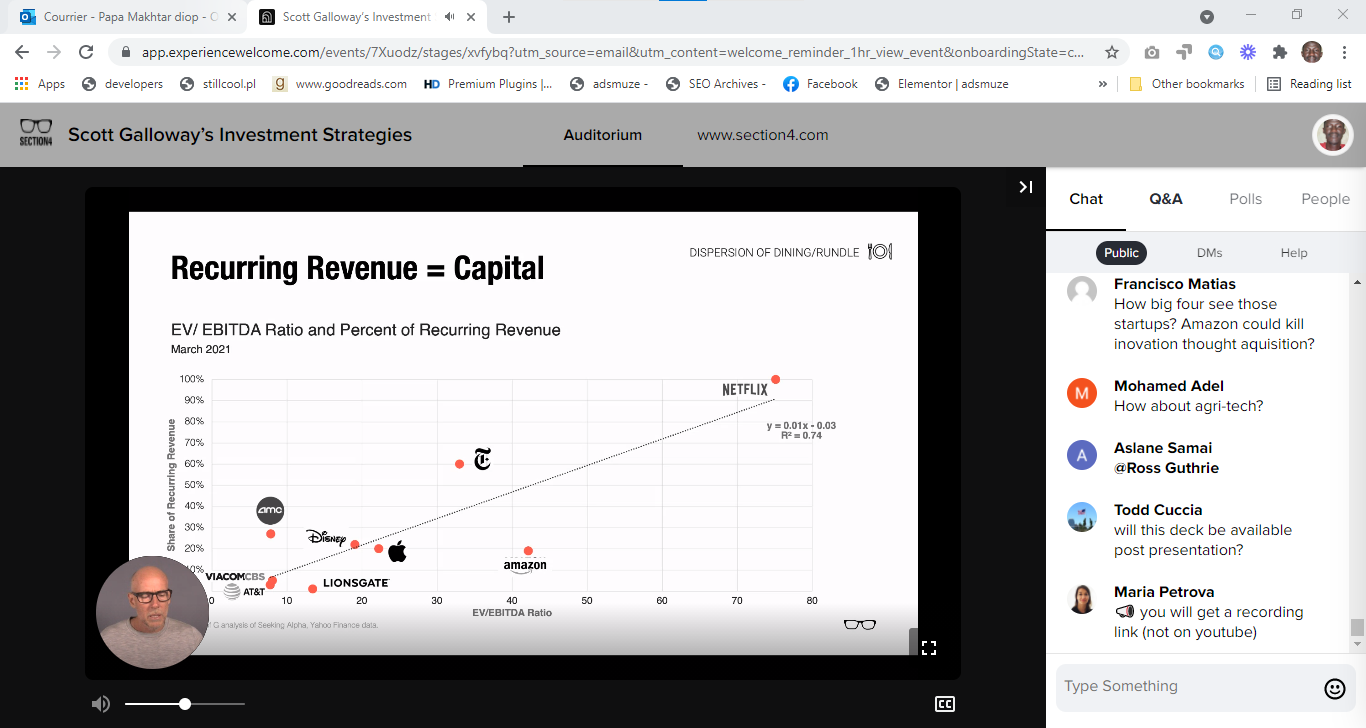 Courrier - Papa Makhtar diop - O
Scott Galloway's Investment
app.experiencewelcome.com/events/7Xuodz/stages/xvfybq?utm_source=email&utm_content=welcome_reminder_1hr_view_event&onboardingState=c...
Apps
developers
stillcool.pl
g
www.goodreads.com
HD
Premium Plugins |...
adsmuze -
SEO Archives -
Facebook
Elementor | adsmuze
»
Other bookmarks
Reading list
SECTION4
Scott Galloway's Investment Strategies
Auditorium
www.section4.com
Recurring Revenue = Capital
DISPERSION OF DINING/RUNDLE
EV/ EBITDA Ratio and Percent of Recurring Revenue
March 2021
Share of Recurring Revenue
100%
90%
80%
70%
60%
50%
40%
30%
20%
0%
NETFLIX
y = 0.01x - 0.03
R² = 0.74
T
amc
DISNEY
amazon
VIACOMCBS
AT&T
LIONSGATE
0 10 20 30 40 50 60 70 80
EV/EBITDA Ratio
G analysis of Seeking Alpha, Yahoo Finance data.
CC
Chat
Q&A
Polls
People
Public
DMs
Help
Francisco Matias
How big four see those
startups? Amazon could kill
inovation thought aquisition?
M
Mohamed Adel
How about agri-tech?
A
Aslane Samai
@Ross Guthrie
Todd Cuccia
will this deck be available
post presentation?
Maria Petrova
you will get a recording
link (not on youtube)
Type Something